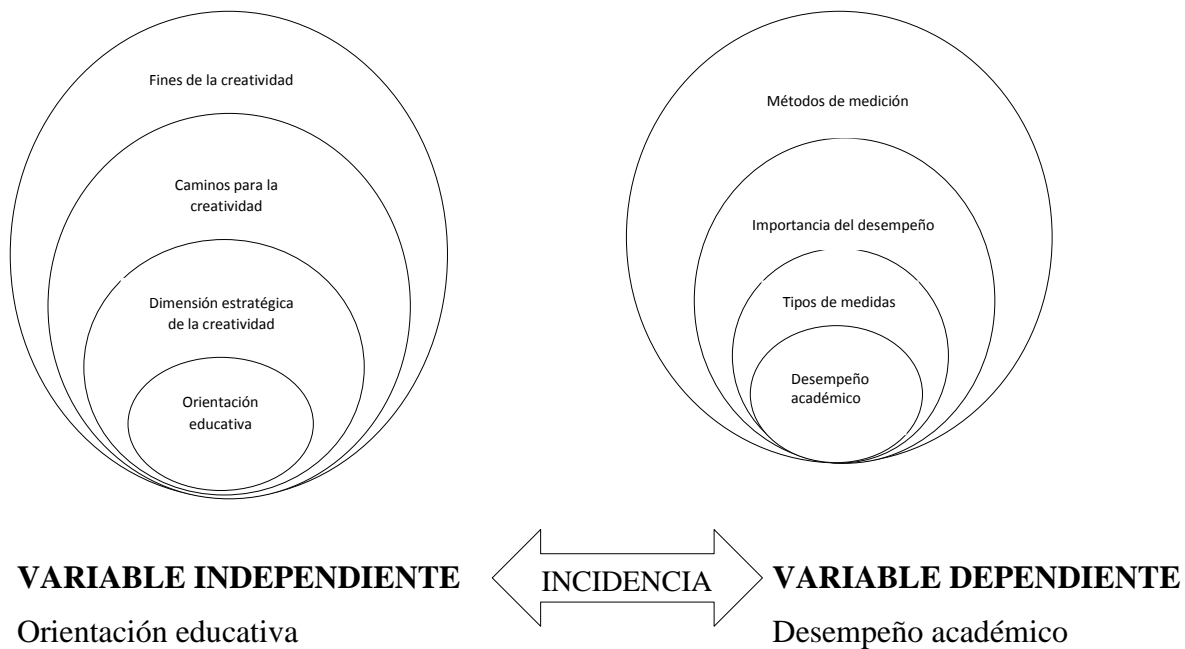 Fines de la creatividad
Caminos para la
creatividad
Dimensión estratégica
de la creatividad
Orientación
educativa
Métodos de medición
Importancia del desempeño
Tipos de medidas
Desempeño
académico
VARIABLE INDEPENDIENTE
Orientación educativa
INCIDENCIA
VARIABLE DEPENDIENTE
Desempeño académico